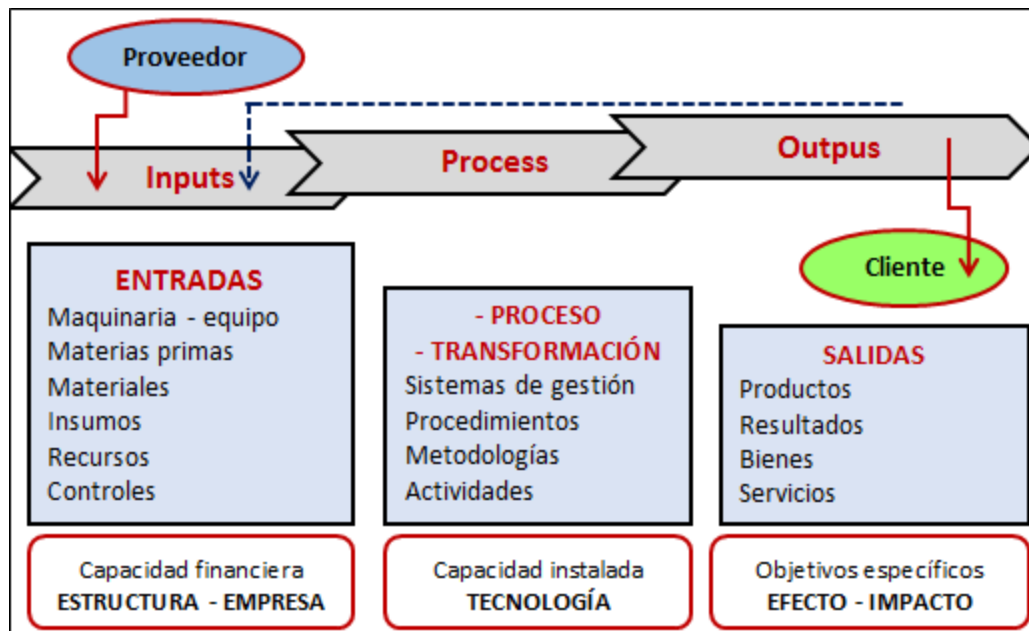 Proveedor
Inputs
Process
Outpus
Cliente
ENTRADAS
Maquinaria - equipo
Materias primas
Materiales
Insumos
Recursos
Controles
- PROCESO
- TRANSFORMACIÓN
Sistemas de gestión
Procedimientos
Metodologías
Actividades
SALIDAS
Productos
Resultados
Bienes
Servicios
Capacidad financiera
ESTRUCTURA - EMPRESA
Capacidad instalada
TECNOLOGÍA
Objetivos específicos
EFECTO - IMPACTO